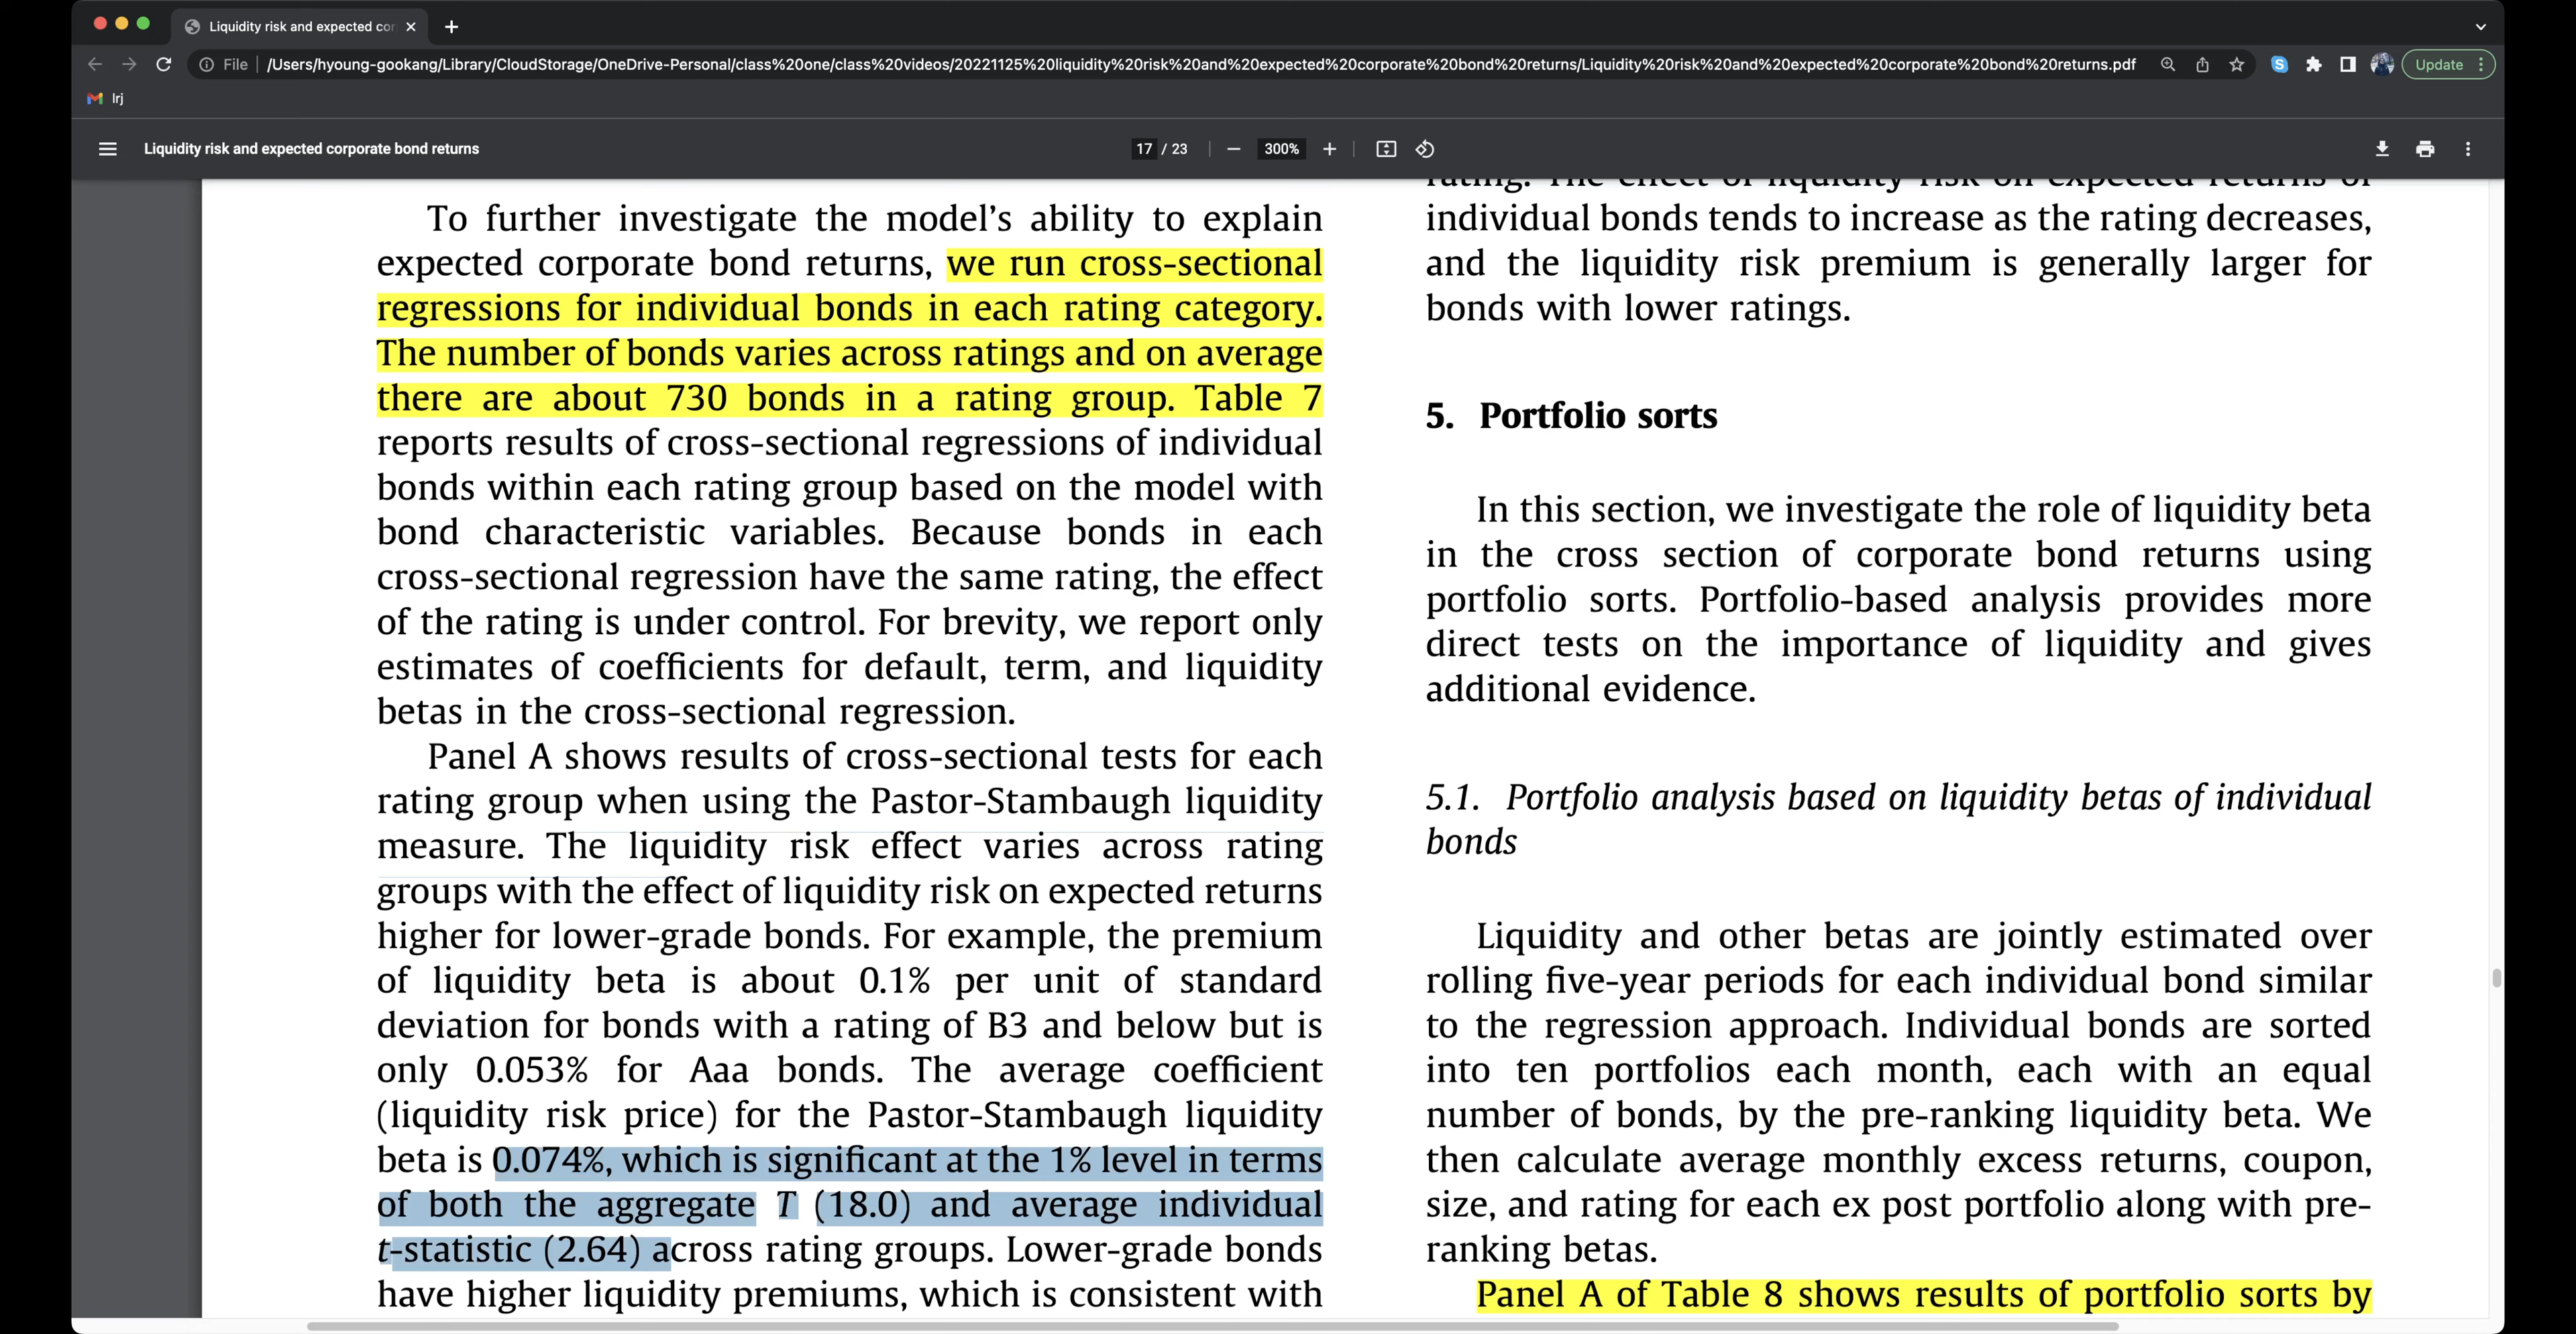 Liquidity risk and expected cor
File
/Users/hyoung-gookang/Library/CloudStorage/OneDrive-Personal/class%20one/class%20videos/20221125%20liquidity%20risk%20and%20expected%20corporate%20bond%20returns/Liquidity%20risk%20and%20expected%20corporate%20bond%20returns.pdf
Update
lrj
Liquidity risk and expected corporate bond returns
17 / 23
300%
To further investigate the model's ability to explain
expected corporate bond returns, we run cross-sectional
regressions for individual bonds in each rating category.
The number of bonds varies across ratings and on average
there are about 730 bonds in a rating group. Table 7
reports results of cross-sectional regressions of individual
bonds within each rating group based on the model with
bond characteristic variables. Because bonds in each
cross-sectional regression have the same rating, the effect
of the rating is under control. For brevity, we report only
estimates of coefficients for default, term, and liquidity
betas in the cross-sectional regression.
Panel A shows results of cross-sectional tests for each
rating group when using the Pastor-Stambaugh liquidity
measure. The liquidity risk effect varies across rating
groups with the effect of liquidity risk on expected returns
higher for lower-grade bonds. For example, the premium
of liquidity beta is about 0.1% per unit of standard
deviation for bonds with a rating of B3 and below but is
only 0.053% for Aaa bonds. The average coefficient
(liquidity risk price) for the Pastor-Stambaugh liquidity
beta is 0.074%, which is significant at the 1% level in terms
of both the aggregate T (18.0) and average individual
t-statistic (2.64) across rating groups. Lower-grade bonds
have higher liquidity premiums, which is consistent with
rating. The effect of liquidity risk on expected returns of
individual bonds tends to increase as the rating decreases,
and the liquidity risk premium is generally larger for
bonds with lower ratings.
5. Portfolio sorts
In this section, we investigate the role of liquidity beta
in the cross section of corporate bond returns using
portfolio sorts. Portfolio-based analysis provides more
direct tests on the importance of liquidity and gives
additional evidence.
5.1. Portfolio analysis based on liquidity betas of individual
bonds
Liquidity and other betas are jointly estimated over
rolling five-year periods for each individual bond similar
to the regression approach. Individual bonds are sorted
into ten portfolios each month, each with an equal
number of bonds, by the pre-ranking liquidity beta. We
then calculate average monthly excess returns, coupon,
size, and rating for each ex post portfolio along with pre-
ranking betas.
Panel A of Table 8 shows results of portfolio sorts by